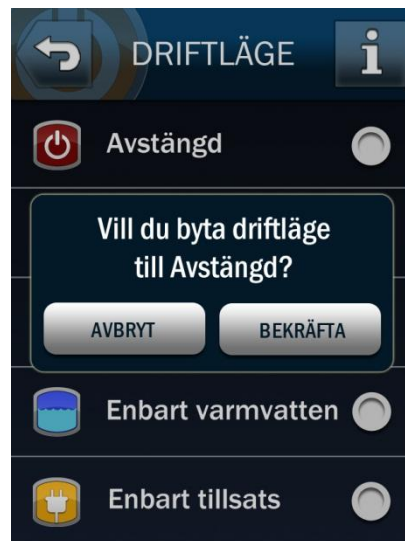 DRIFTLÄGE
Avstängd
Vill du byta driftläge
till Avstängd?
AVBRYT
BEKRÄFTA
Enbart varmvatten
Enbart tillsats